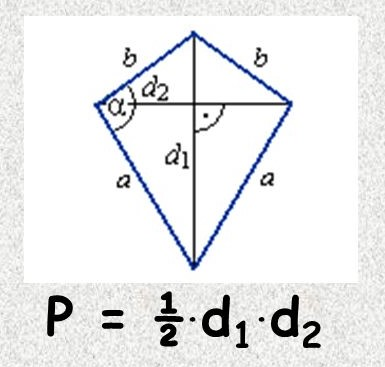 b b
α d₂
d₁
a a
P = ½·d₁·d₂